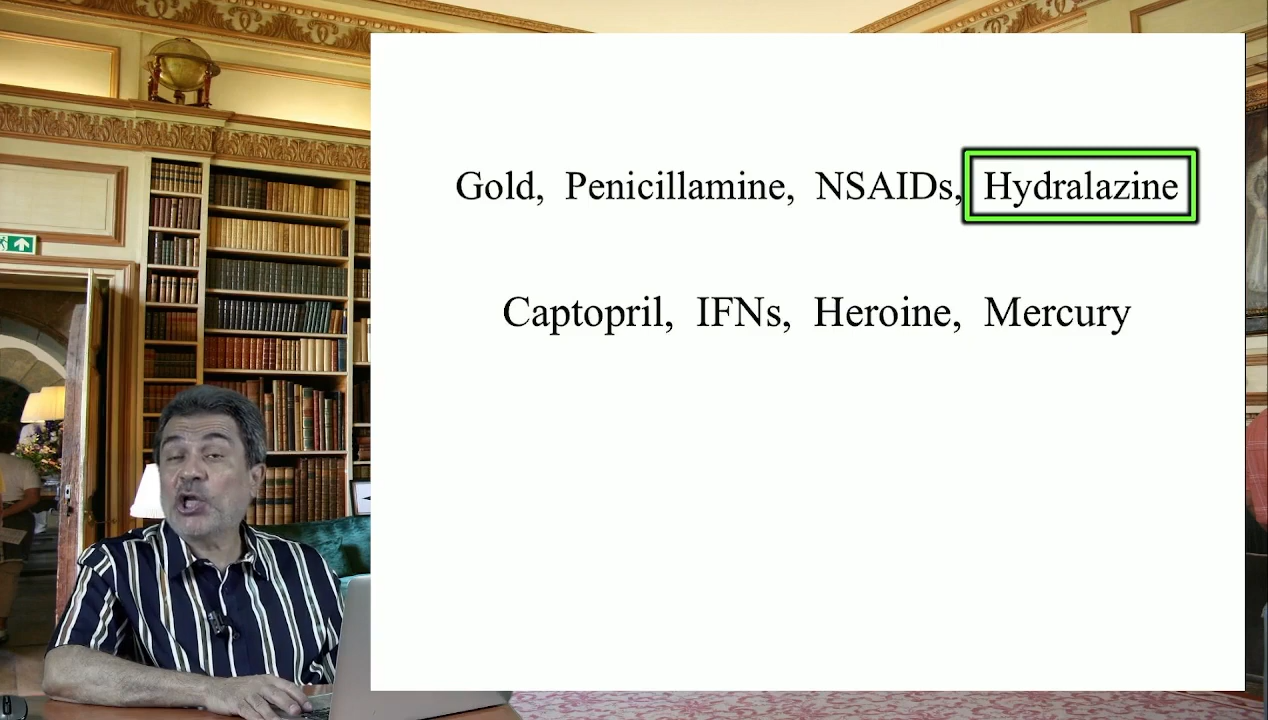 Gold, Penicillamine, NSAIDs, Hydralazine
Captopril, IFNs, Heroine, Mercury